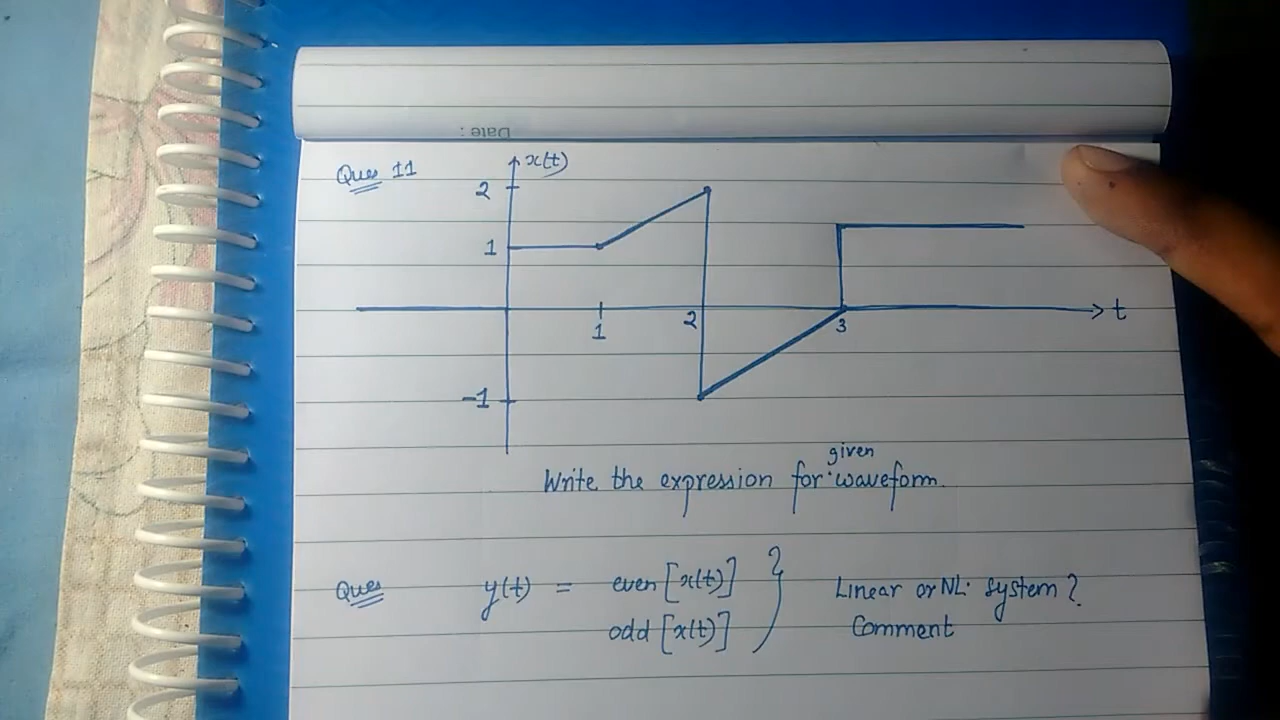 Date :
Ques 11
x(t)
2
1
1
2
3
t
-1
Write the expression for given waveform.
Ques y(t) = even [x(t)] } Linear or NL. System?
odd [x(t)] Comment